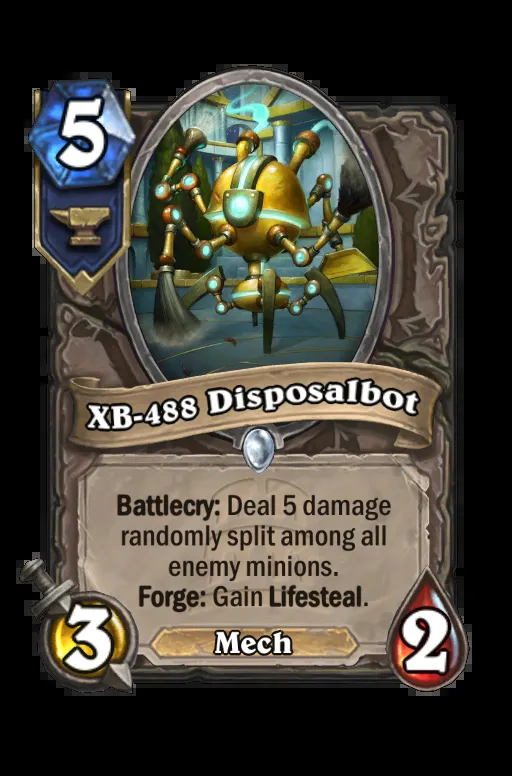 5
XB-488 Disposalbot
Battlecry: Deal 5 damage
randomly split among all
enemy minions.
Forge: Gain Lifesteal.
3
Mech
2